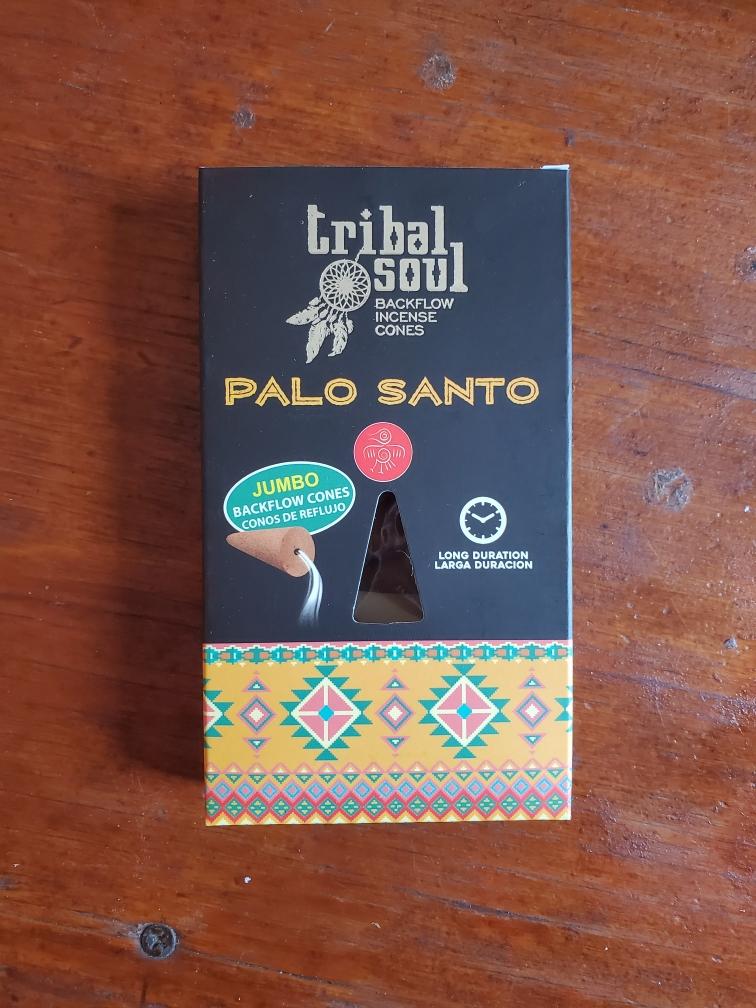 tribal
soul
BACKFLOW
INCENSE
CONES
PALO SANTO
JUMBO
BACKFLOW CONES
CONOS DE REFLUJO
LONG DURATION
LARGA DURACION